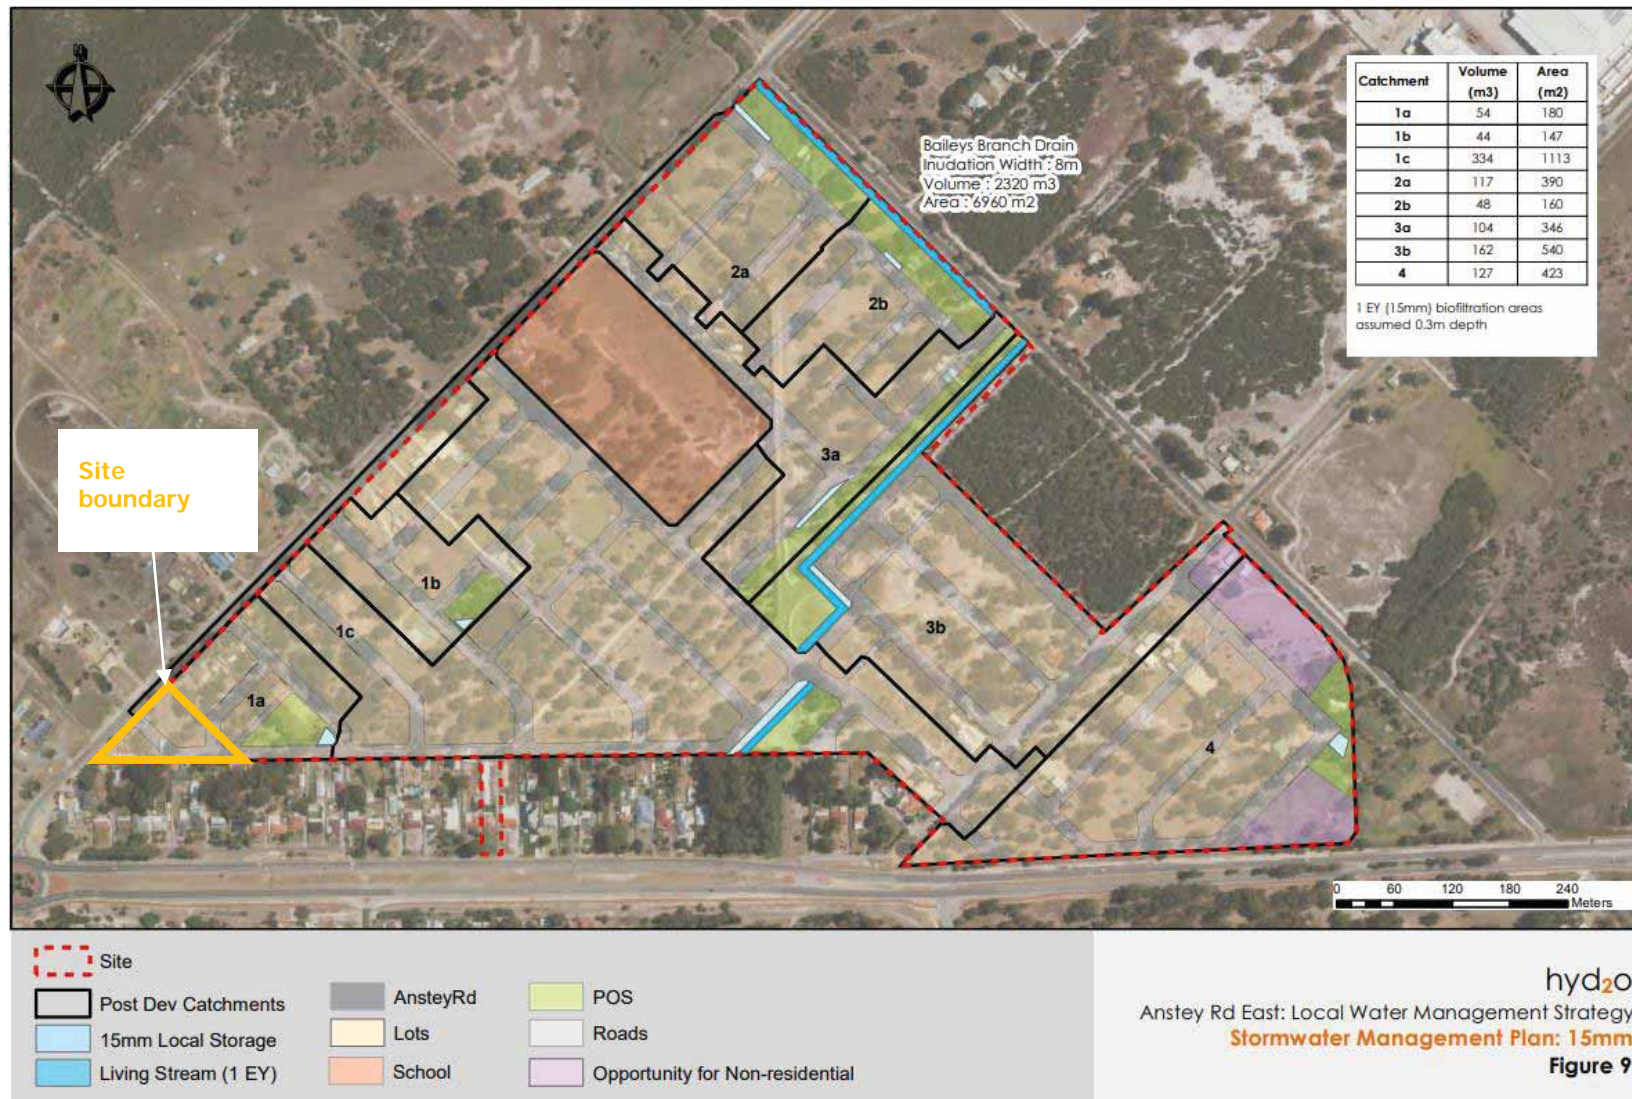 Baileys Branch Drain
Inudation Width : 8m
Volume : 2320 m3
Area : 6960 m2
Catchment Volume (m3) Area (m2)
1a 54 180
1b 44 147
1c 334 1113
2a 117 390
2b 48 160
3a 104 346
3b 162 540
4 127 423
1 EY (15mm) biofiltration areas
assumed 0.3m depth
2a
2b
3a
Site
boundary
1b
1c
3b
1a
4
0 60 120 180 240
Meters
Site
Post Dev Catchments
15mm Local Storage
Living Stream (1 EY)
AnsteyRd
Lots
School
POS
Roads
Opportunity for Non-residential
hyd2o
Anstey Rd East: Local Water Management Strategy
Stormwater Management Plan: 15mm
Figure 9